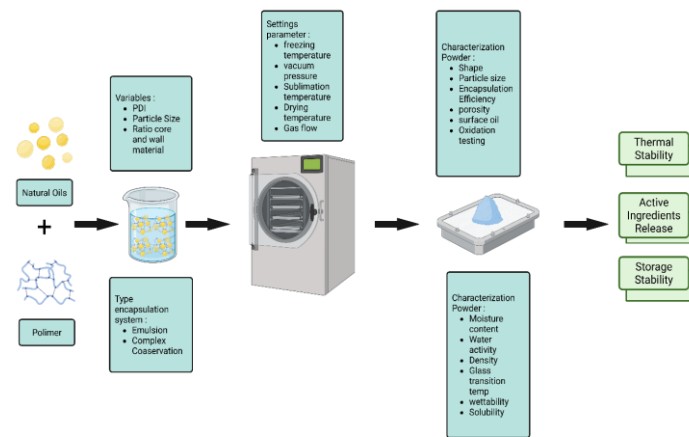 Natural Oils
+
Polimer
Variables :
• PDI
• Particle Size
• Ratio core
and wall
material
Type
encapsulation
system :
• Emulsion
• Complex
Coaservation
Settings
parameter :
• freezing
temperature
• vacuum
pressure
• Sublimation
temperature
• Drying
temperature
• Gas flow
Characterization
Powder :
• Shape
• Particle size
• Encapsulation
Efficiency
• porosity
• surface oil
• Oxidation
testing
Characterization
Powder :
• Moisture
content
• Water
activity
• Density
• Glass
transition
temp
• wettability
• Solubility
Thermal
Stability
Active
Ingredients
Release
Storage
Stability